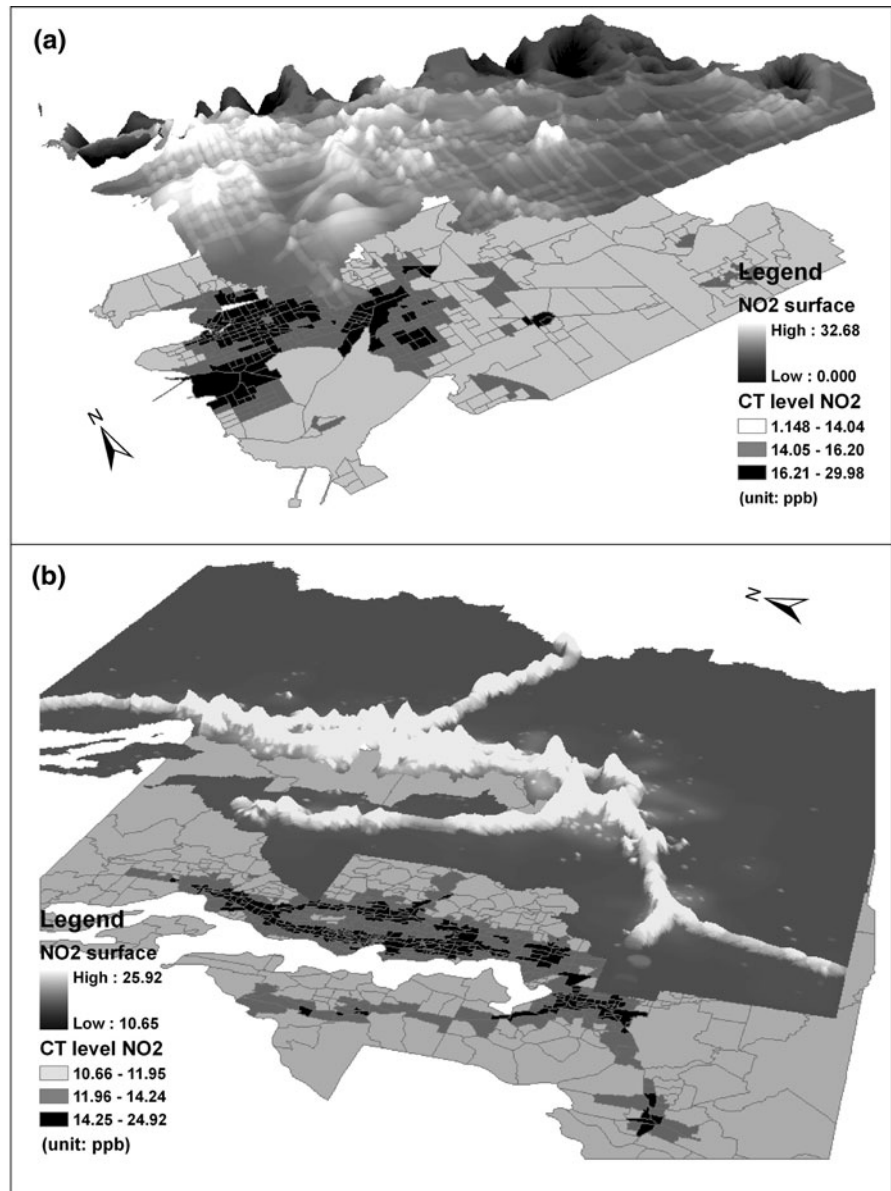 (a)
Legend
NO2 surface
High : 32.68
Low : 0.000
CT level NO2
1.148 - 14.04
14.05 - 16.20
16.21 - 29.98
(unit: ppb)
N
(b)
N
Legend
NO2 surface
High : 25.92
Low : 10.65
CT level NO2
10.66 - 11.95
11.96 - 14.24
14.25 - 24.92
(unit: ppb)